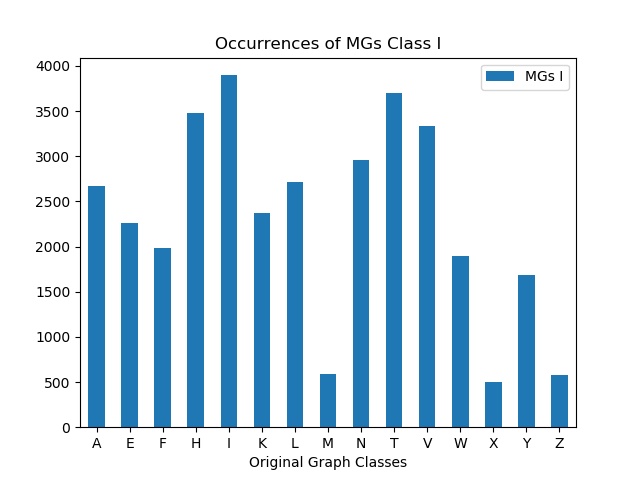 Occurrences of MGs Class I
MGs I
4000
3500
3000
2500
2000
1500
1000
500
0
A E F H I K L M N T V W X Y Z
Original Graph Classes